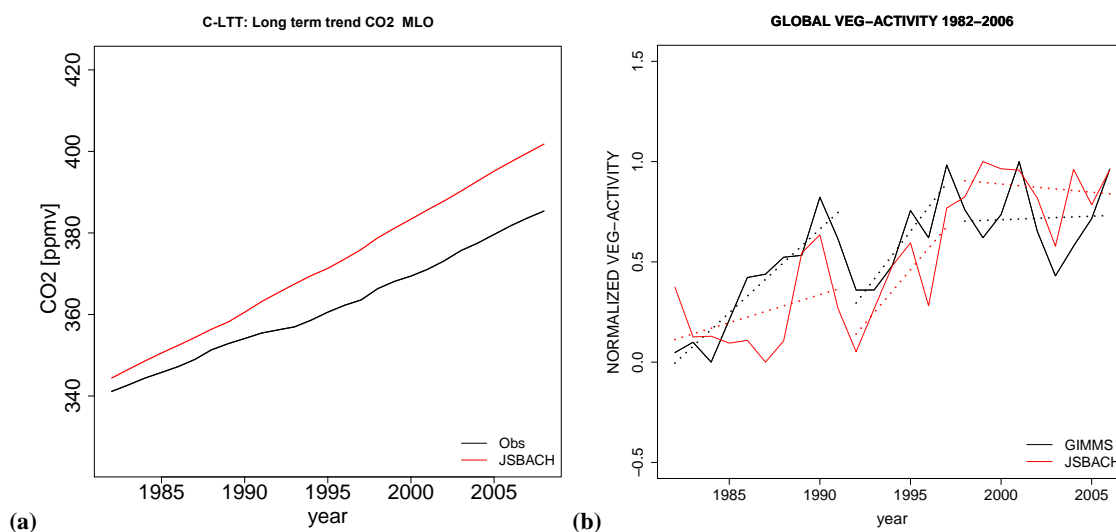 C-LTT: Long term trend CO2 MLO
CO2 [ppmv]
420
400
380
360
340
Obs
JSBACH
1985 1990 1995 2000 2005
year
(a)
GLOBAL VEG−ACTIVITY 1982−2006
NORMALIZED VEG−ACTIVITY
1.5
1.0
0.5
0.0
−0.5
GIMMS
JSBACH
1985 1990 1995 2000 2005
year
(b)